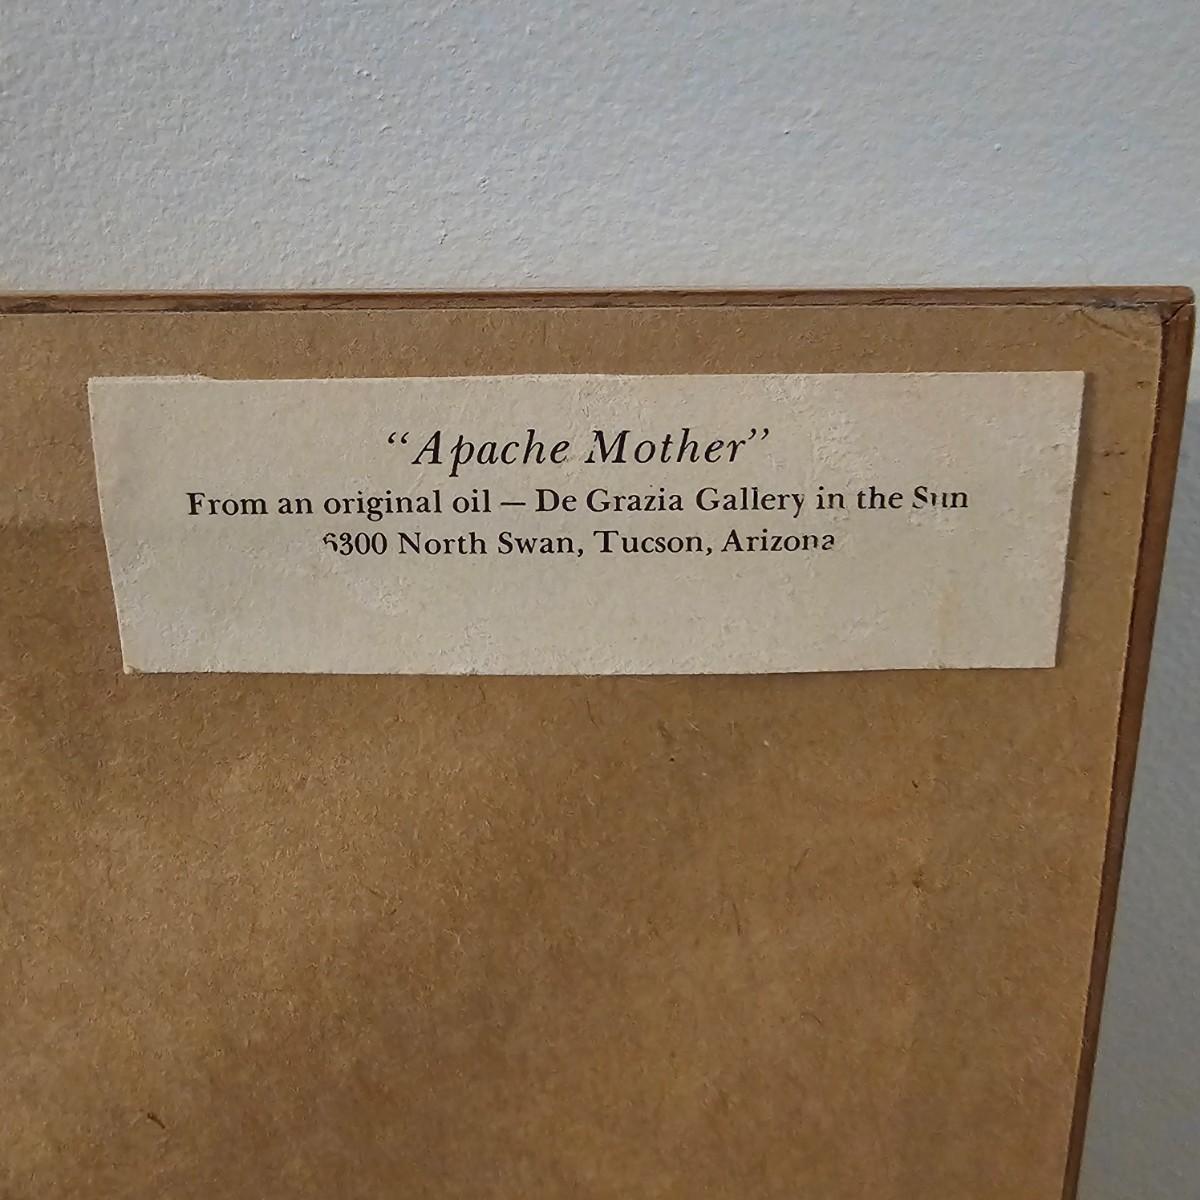 “Apache Mother”
From an original oil — De Grazia Gallery in the Sun
6300 North Swan, Tucson, Arizona